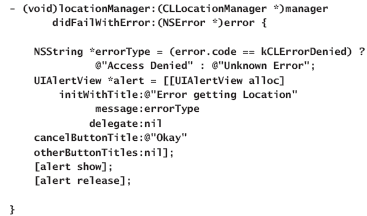 - (void)locationManager:(CLLocationManager *)manager
didFailWithError:(NSError *)error {
NSString *errorType = (error.code == kCLErrorDenied) ?
@"Access Denied" : @"Unknown Error";
UIAlertView *alert = [[UIAlertView alloc]
initWithTitle:@"Error getting Location"
message:errorType
delegate:nil
cancelButtonTitle:@"Okay"
otherButtonTitles:nil];
[alert show];
[alert release];
}